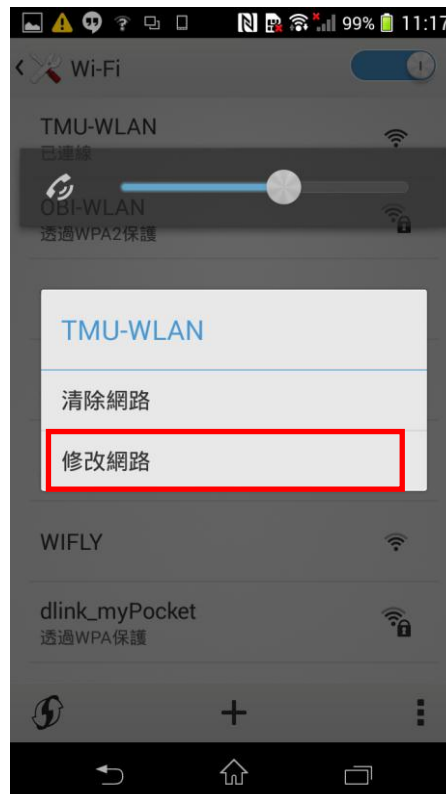 99% 11:17
Wi-Fi
TMU-WLAN
已連線
OBI-WLAN
透過WPA2保護
TMU-WLAN
清除網路
修改網路
WIFLY
dlink_myPocket
透過WPA保護